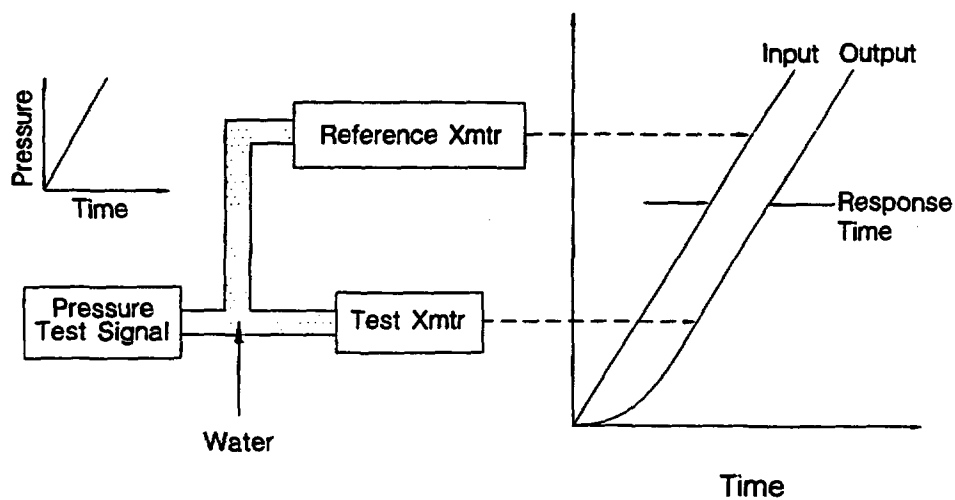 Input Output
Pressure
Time
Reference Xmtr
Response
Time
Pressure
Test Signal
Test Xmtr
Water
Time